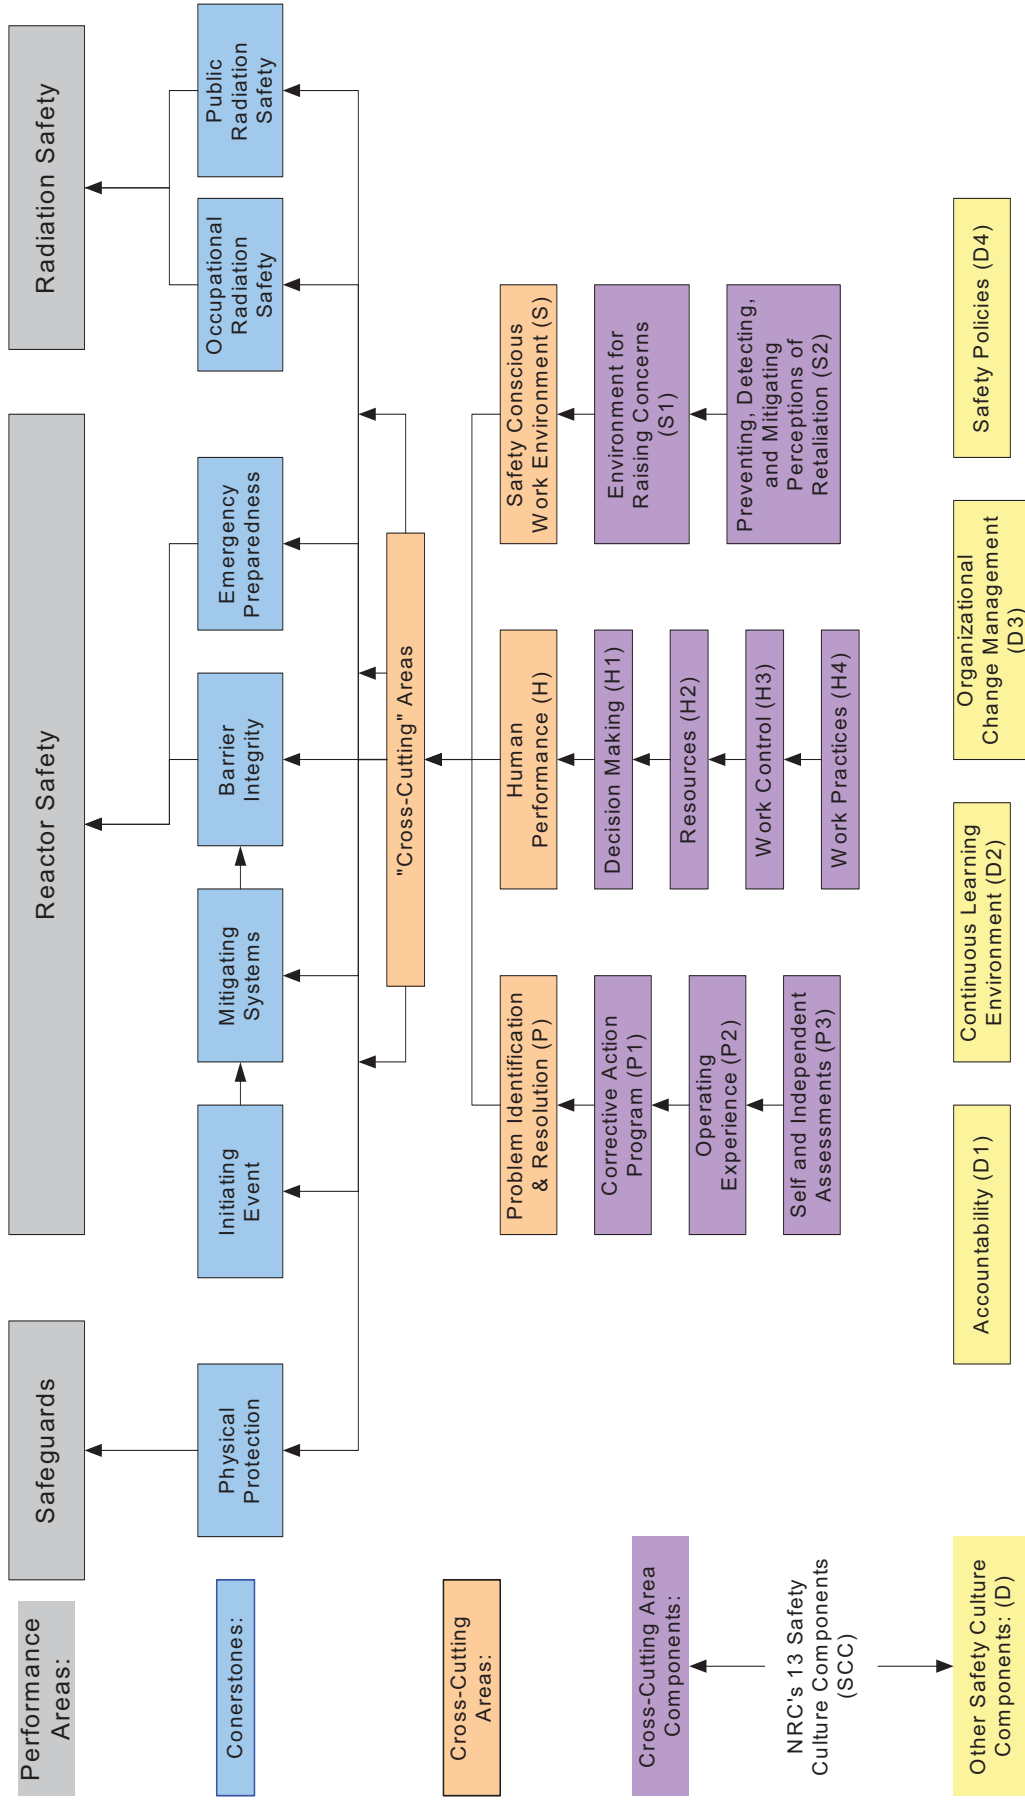 Performance
Areas:
Safeguards
Reactor Safety
Radiation Safety
Conerstones:
Physical
Protection
Initiating
Event
Mitigating
Systems
Barrier
Integrity
Emergency
Preparedness
Occupational
Radiation
Safety
Public
Radiation
Safety
Cross-Cutting
Areas:
"Cross-Cutting" Areas
Problem Identification
& Resolution (P)
Human
Performance (H)
Safety Conscious
Work Environment (S)
Cross-Cutting Area
Components:
Corrective Action
Program (P1)
Operating
Experience (P2)
Self and Independent
Assessments (P3)
Decision Making (H1)
Resources (H2)
Work Control (H3)
Work Practices (H4)
Environment for
Raising Concerns
(S1)
Preventing, Detecting,
and Mitigating
Perceptions of
Retaliation (S2)
NRC's 13 Safety
Culture Components
(SCC)
Other Safety Culture
Components: (D)
Accountability (D1)
Continuous Learning
Environment (D2)
Organizational
Change Management
(D3)
Safety Policies (D4)